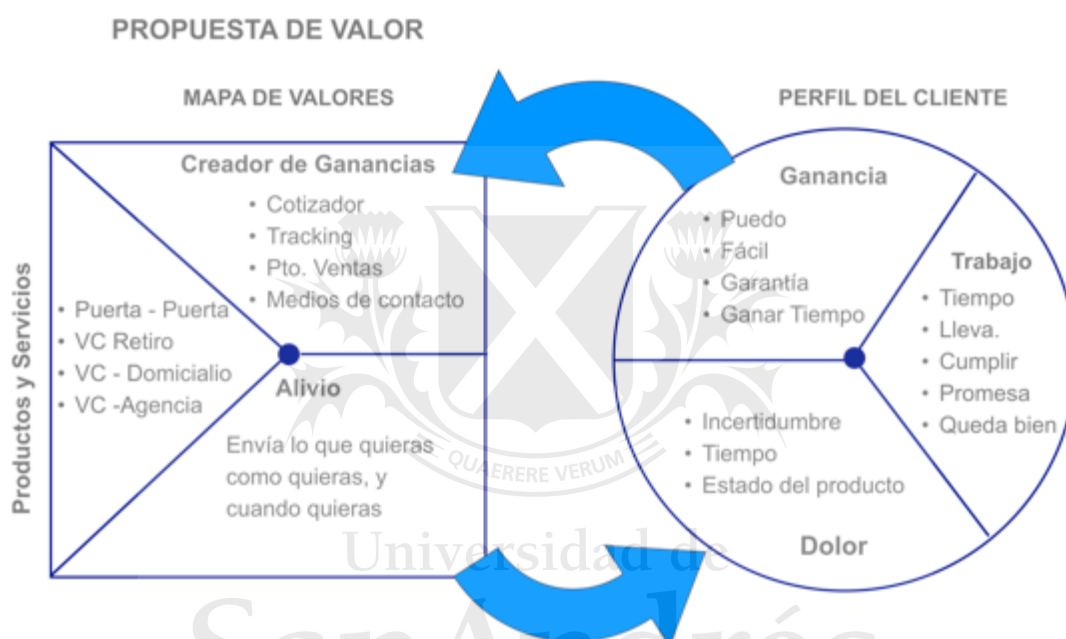 PROPUESTA DE VALOR
MAPA DE VALORES
Creador de Ganancias
• Cotizador
• Tracking
• Pto. Ventas
• Medios de contacto
Productos y Servicios
• Puerta - Puerta
• VC Retiro
• VC - Domicialio
• VC -Agencia
Alivio
Envía lo que quieras
como quieras, y
cuando quieras
PERFIL DEL CLIENTE
Ganancia
• Puedo
• Fácil
• Garantía
• Ganar Tiempo
Trabajo
• Tiempo
• Lleva.
• Cumplir
• Promesa
• Queda bien
• Incertidumbre
• Tiempo
• Estado del producto
Dolor
QUAERERE VERUM
Universidad de
SanAndrés